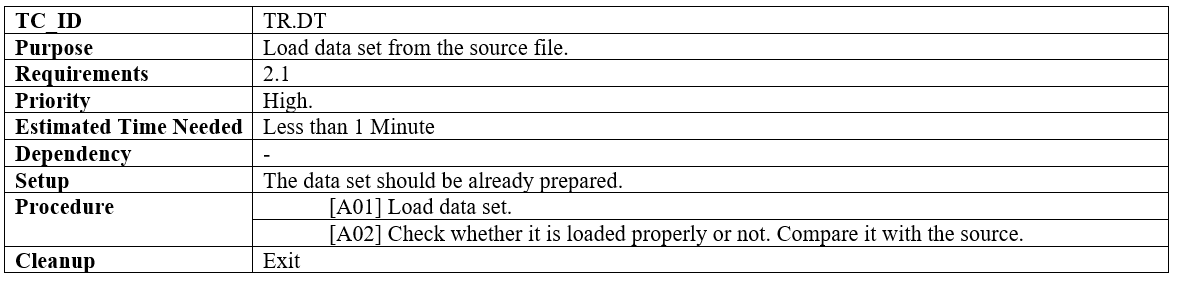 TC_ID TR.DT
Purpose Load data set from the source file.
Requirements 2.1
Priority High.
Estimated Time Needed Less than 1 Minute
Dependency -
Setup The data set should be already prepared.
Procedure [A01] Load data set.
[A02] Check whether it is loaded properly or not. Compare it with the source.
Cleanup Exit